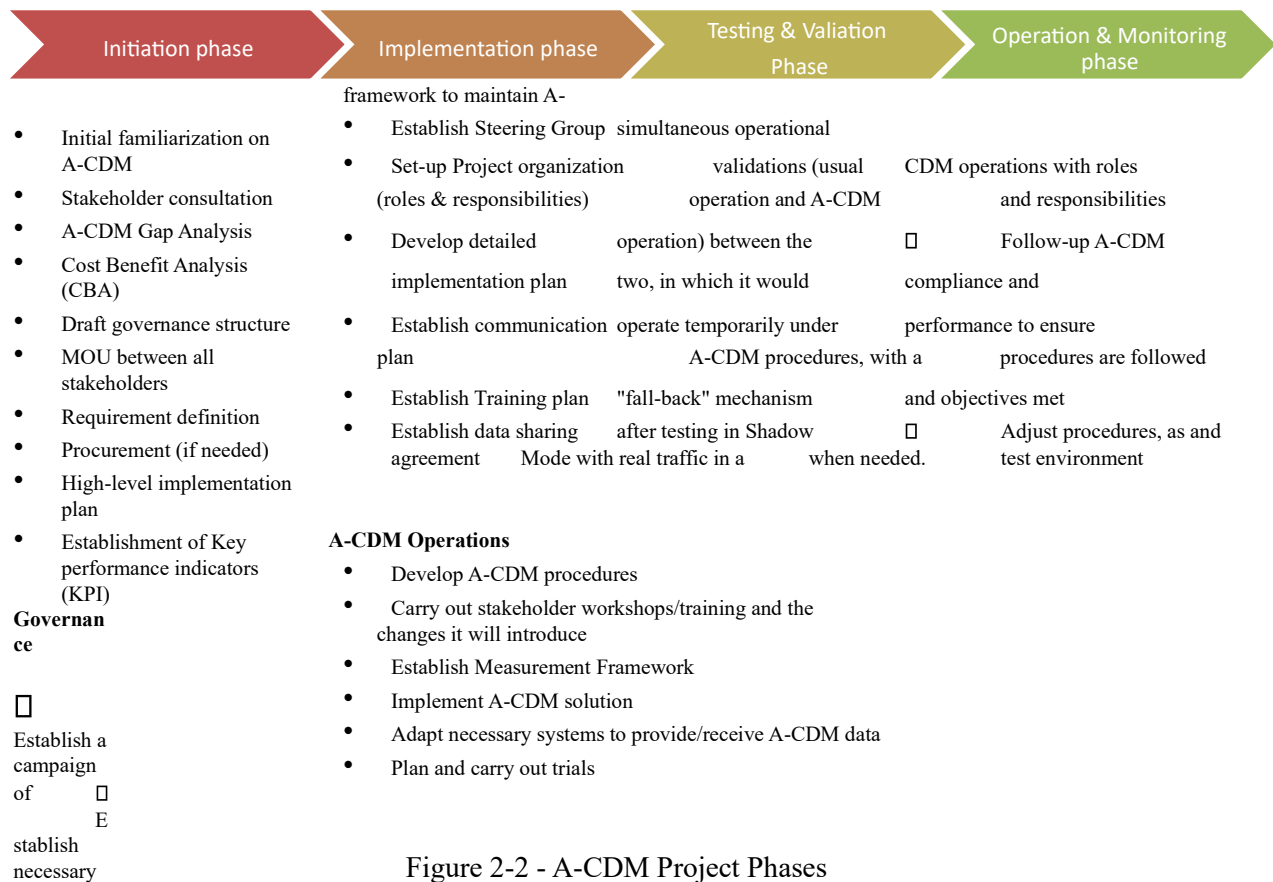 Initiation phase
Implementation phase
Testing & Valiation
Phase
Operation & Monitoring
phase
• Initial familiarization on
A-CDM
• Stakeholder consultation
• A-CDM Gap Analysis
• Cost Benefit Analysis
(CBA)
• Draft governance structure
• MOU between all
stakeholders
• Requirement definition
• Procurement (if needed)
• High-level implementation
plan
• Establishment of Key
performance indicators
(KPI)
Governan
ce
▯
Establish a
campaign
of ▯
E
stablish
necessary
framework to maintain A-
• Establish Steering Group simultaneous operational
• Set-up Project organization validations (usual CDM operations with roles
(roles & responsibilities) operation and A-CDM and responsibilities
• Develop detailed operation) between the ▯ Follow-up A-CDM
implementation plan two, in which it would compliance and
• Establish communication operate temporarily under performance to ensure
plan A-CDM procedures, with a procedures are followed
• Establish Training plan "fall-back" mechanism and objectives met
• Establish data sharing after testing in Shadow ▯ Adjust procedures, as and
agreement Mode with real traffic in a when needed. test environment
A-CDM Operations
• Develop A-CDM procedures
• Carry out stakeholder workshops/training and the
changes it will introduce
• Establish Measurement Framework
• Implement A-CDM solution
• Adapt necessary systems to provide/receive A-CDM data
• Plan and carry out trials
Figure 2-2 - A-CDM Project Phases